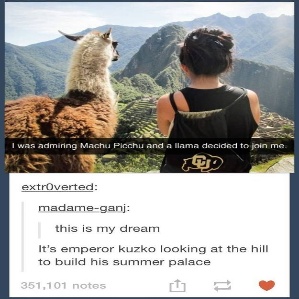 I was admiring Machu Picchu and a llama decided to join me.
CU
extr0verted:
madame-ganj:
this is my dream
It's emperor kuzko looking at the hill
to build his summer palace
351,101 notes